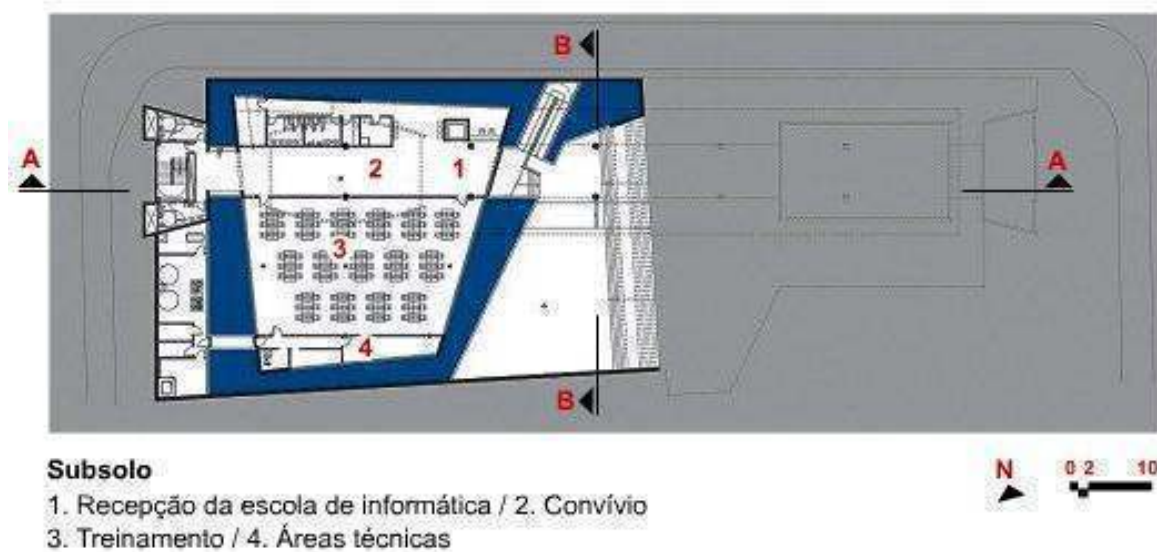 B
A
A
2
1
3
4
B
Subsolo
1. Recepção da escola de informática / 2. Convívio
3. Treinamento / 4. Áreas técnicas
N
0 2 10